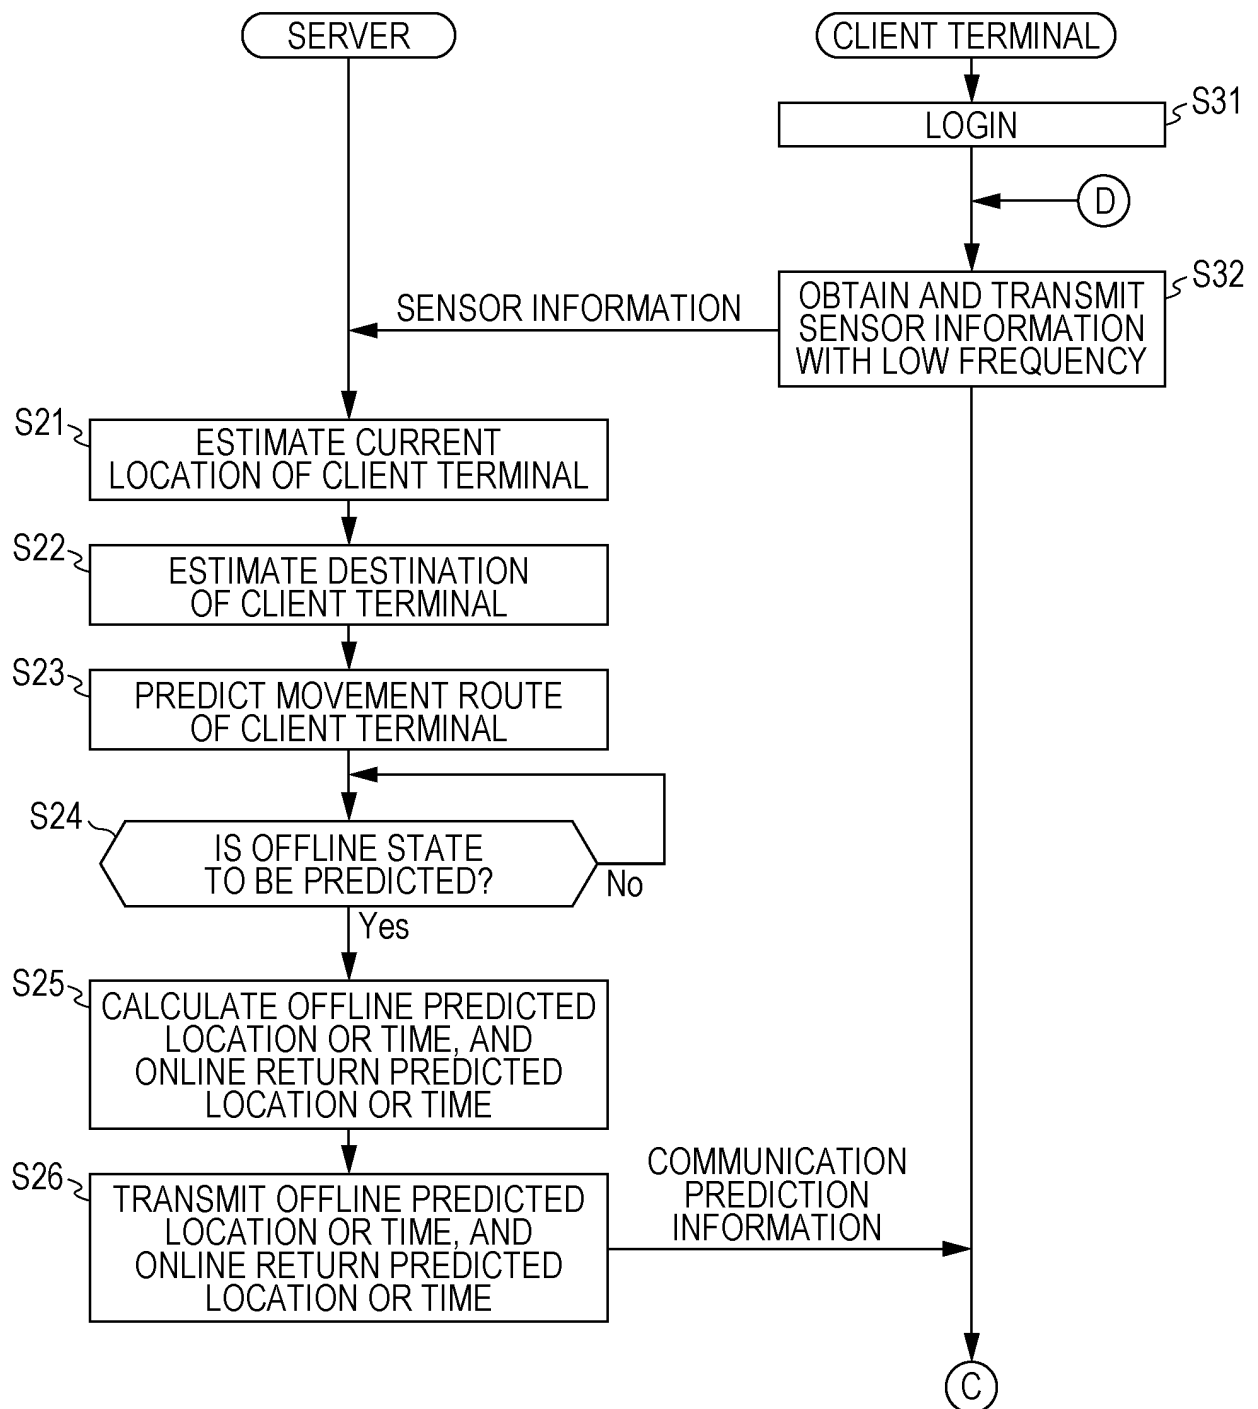 SERVER
CLIENT TERMINAL
S31
LOGIN
D
S32
OBTAIN AND TRANSMIT
SENSOR INFORMATION
WITH LOW FREQUENCY
SENSOR INFORMATION
S21
ESTIMATE CURRENT
LOCATION OF CLIENT TERMINAL
S22
ESTIMATE DESTINATION
OF CLIENT TERMINAL
S23
PREDICT MOVEMENT ROUTE
OF CLIENT TERMINAL
S24
IS OFFLINE STATE
TO BE PREDICTED?
No
Yes
S25
CALCULATE OFFLINE PREDICTED
LOCATION OR TIME, AND
ONLINE RETURN PREDICTED
LOCATION OR TIME
S26
TRANSMIT OFFLINE PREDICTED
LOCATION OR TIME, AND
ONLINE RETURN PREDICTED
LOCATION OR TIME
COMMUNICATION
PREDICTION
INFORMATION
C